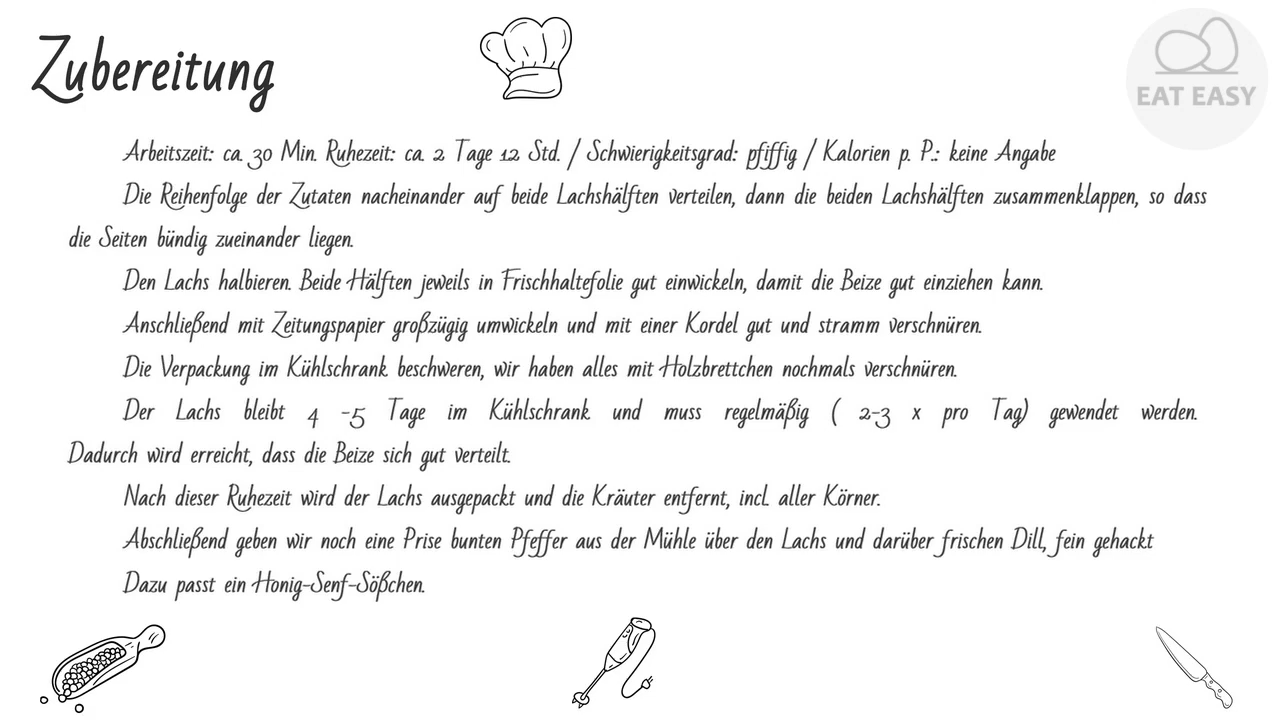 Zubereitung
EAT EASY
Arbeitszeit: ca. 30 Min. Ruhezeit: ca. 2 Tage 12 Std. / Schwierigkeitsgrad: pfiffig / Kalorien p. P.: keine Angabe
Die Reihenfolge der Zutaten nacheinander auf beide Lachshälften verteilen, dann die beiden Lachshälften zusammenklappen, so dass
die Seiten bündig zueinander liegen.
Den Lachs halbieren. Beide Hälften jeweils in Frischhaltefolie gut einwickeln, damit die Beize gut einziehen kann.
Anschließend mit Zeitungspapier großzügig umwickeln und mit einer Kordel gut und stramm verschnüren.
Die Verpackung im Kühlschrank beschweren, wir haben alles mit Holzbrettchen nochmals verschnüren.
Der Lachs bleibt 4 -5 Tage im Kühlschrank und muss regelmäßig ( 2-3 x pro Tag) gewendet werden.
Dadurch wird erreicht, dass die Beize sich gut verteilt.
Nach dieser Ruhezeit wird der Lachs ausgepackt und die Kräuter entfernt, incl. aller Körner.
Abschließend geben wir noch eine Prise bunten Pfeffer aus der Mühle über den Lachs und darüber frischen Dill, fein gehackt
Dazu passt ein Honig-Senf-Sößchen.